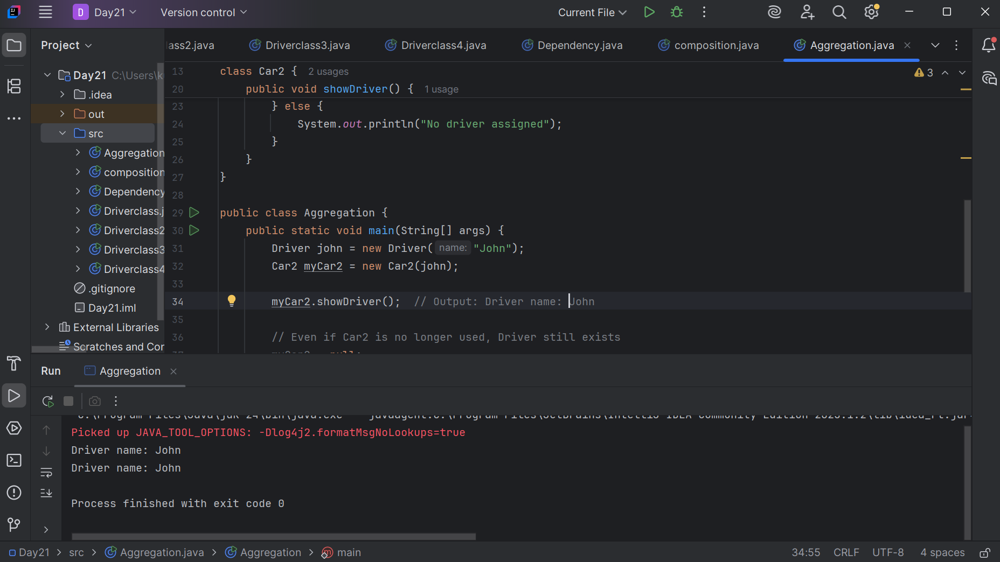 D Day21 Version control Current File
Project
ass2.java Driverclass3.java Driverclass4.java Dependency.java composition.java Aggregation.java
Day21 C:\Users\k
.idea
out
src
Aggregation
composition
Dependency
Driverclass.j
Driverclass2
Driverclass3
Driverclass4
.gitignore
Day21.iml
External Libraries
Scratches and Cor
3
13 class Car2 { 2 usages
20 public void showDriver() { 1 usage
23 } else {
24 System.out.println("No driver assigned");
25 }
26 }
27 }
28
29 public class Aggregation {
30 public static void main(String[] args) {
31 Driver john = new Driver( name: "John");
32 Car2 myCar2 = new Car2(john);
33
34 myCar2.showDriver(); // Output: Driver name: John
35
36 // Even if Car2 is no longer used, Driver still exists
Run Aggregation
Picked up JAVA_TOOL_OPTIONS: -Dlog4j2.formatMsgNoLookups=true
Driver name: John
Driver name: John
Process finished with exit code 0
Day21 > src > Aggregation.java > Aggregation > main 34:55 CRLF UTF-8 4 spaces